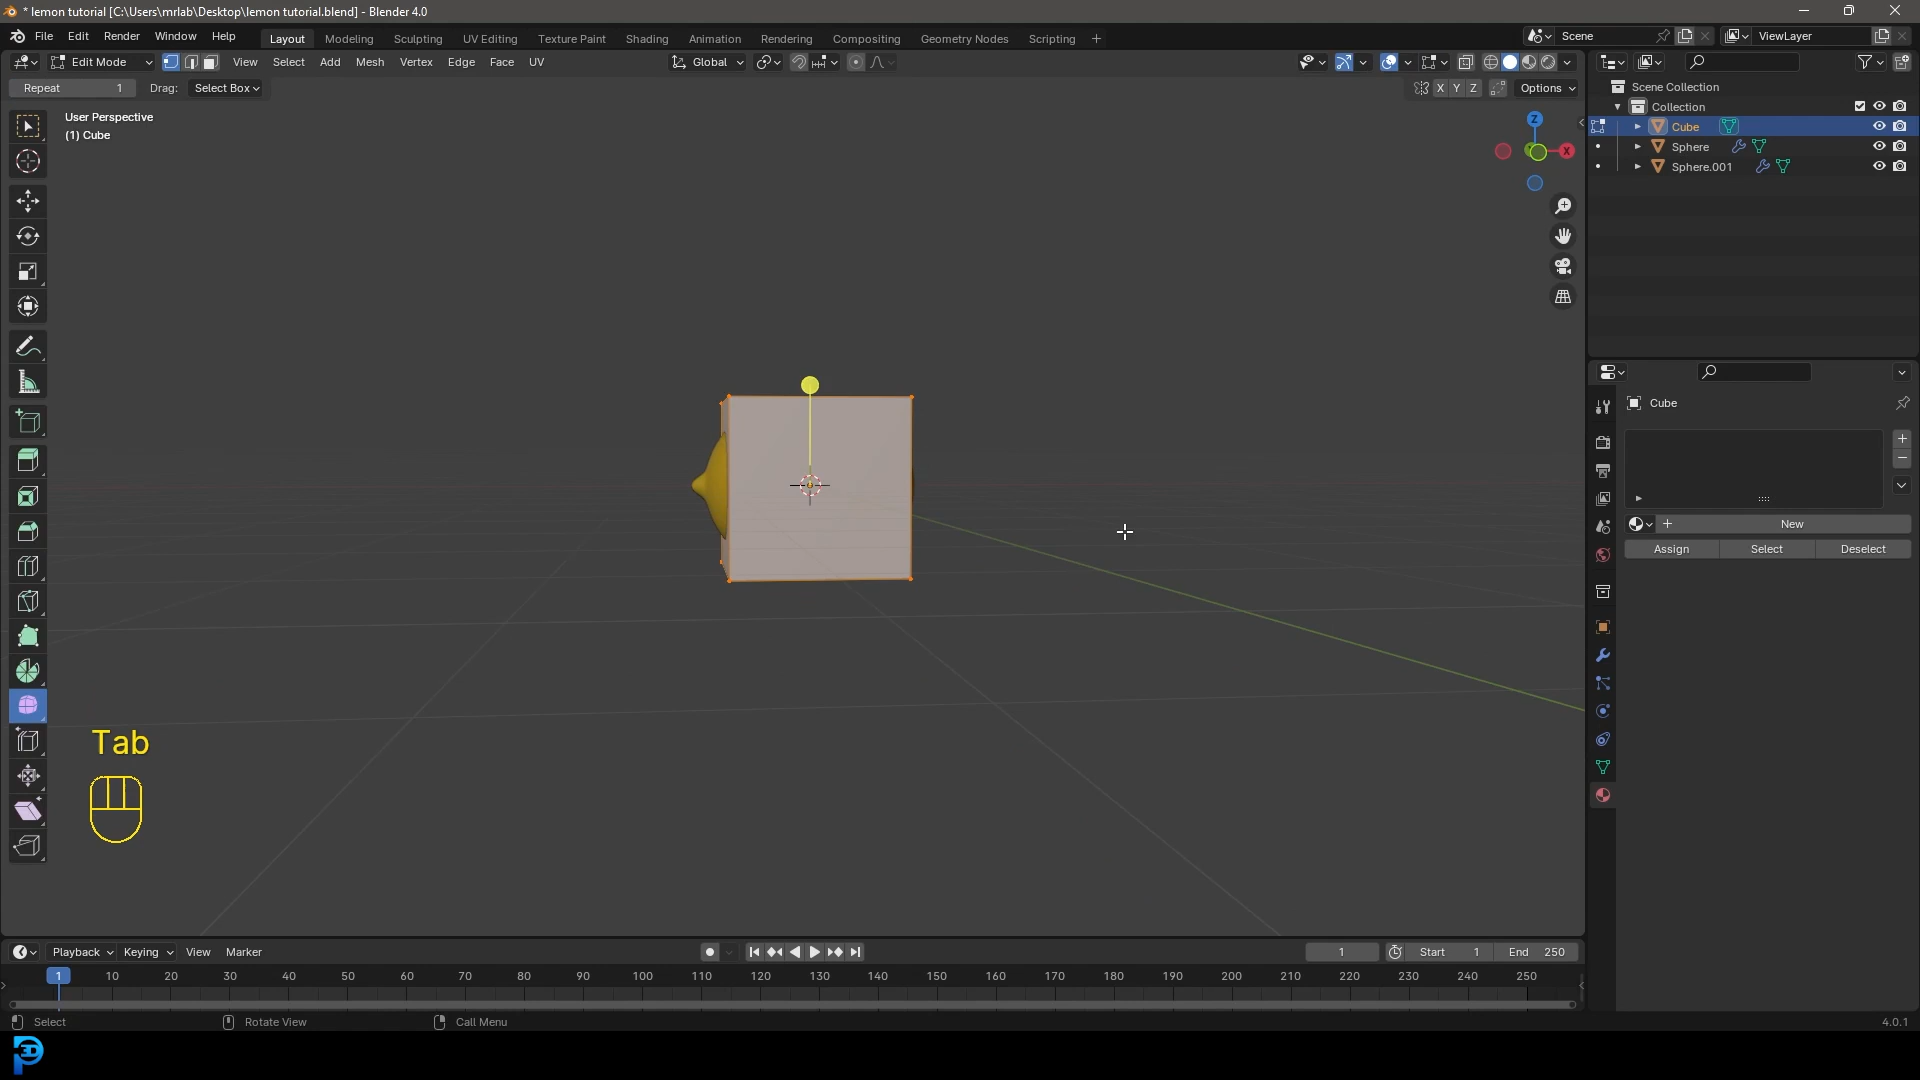 * lemon tutorial [C:\Users\mrlab\Desktop\lemon tutorial.blend] - Blender 4.0
File Edit Render Window Help Layout Modeling Sculpting UV Editing Texture Paint Shading Animation Rendering Compositing Geometry Nodes Scripting + Scene ViewLayer
Edit Mode View Select Add Mesh Vertex Edge Face UV Global
Repeat 1 Drag: Select Box X Y Z Options
Scene Collection
Collection
Cube
Sphere
Sphere.001
User Perspective
(1) Cube
Z
X
Cube
New
Assign Select Deselect
Tab
Playback Keying View Marker 1 Start 1 End 250
1 10 20 30 40 50 60 70 80 90 100 110 120 130 140 150 160 170 180 190 200 210 220 230 240 250
Select Rotate View Call Menu 4.0.1